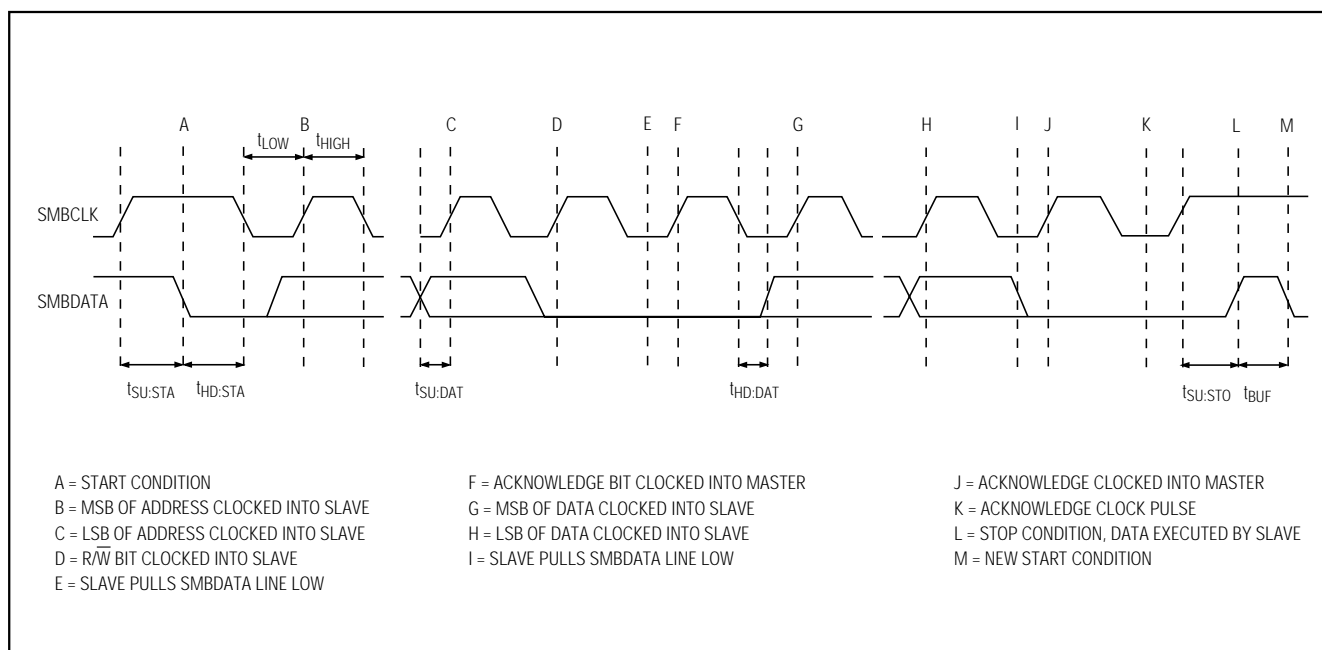 A B C D E F G H I J K L M
tLOW tHIGH
SMBCLK
SMBDATA
tSU:STA tHD:STA tSU:DAT tHD:DAT tSU:STO tBUF
A = START CONDITION
B = MSB OF ADDRESS CLOCKED INTO SLAVE
C = LSB OF ADDRESS CLOCKED INTO SLAVE
D = R/W̅ BIT CLOCKED INTO SLAVE
E = SLAVE PULLS SMBDATA LINE LOW
F = ACKNOWLEDGE BIT CLOCKED INTO MASTER
G = MSB OF DATA CLOCKED INTO SLAVE
H = LSB OF DATA CLOCKED INTO SLAVE
I = SLAVE PULLS SMBDATA LINE LOW
J = ACKNOWLEDGE CLOCKED INTO MASTER
K = ACKNOWLEDGE CLOCK PULSE
L = STOP CONDITION, DATA EXECUTED BY SLAVE
M = NEW START CONDITION